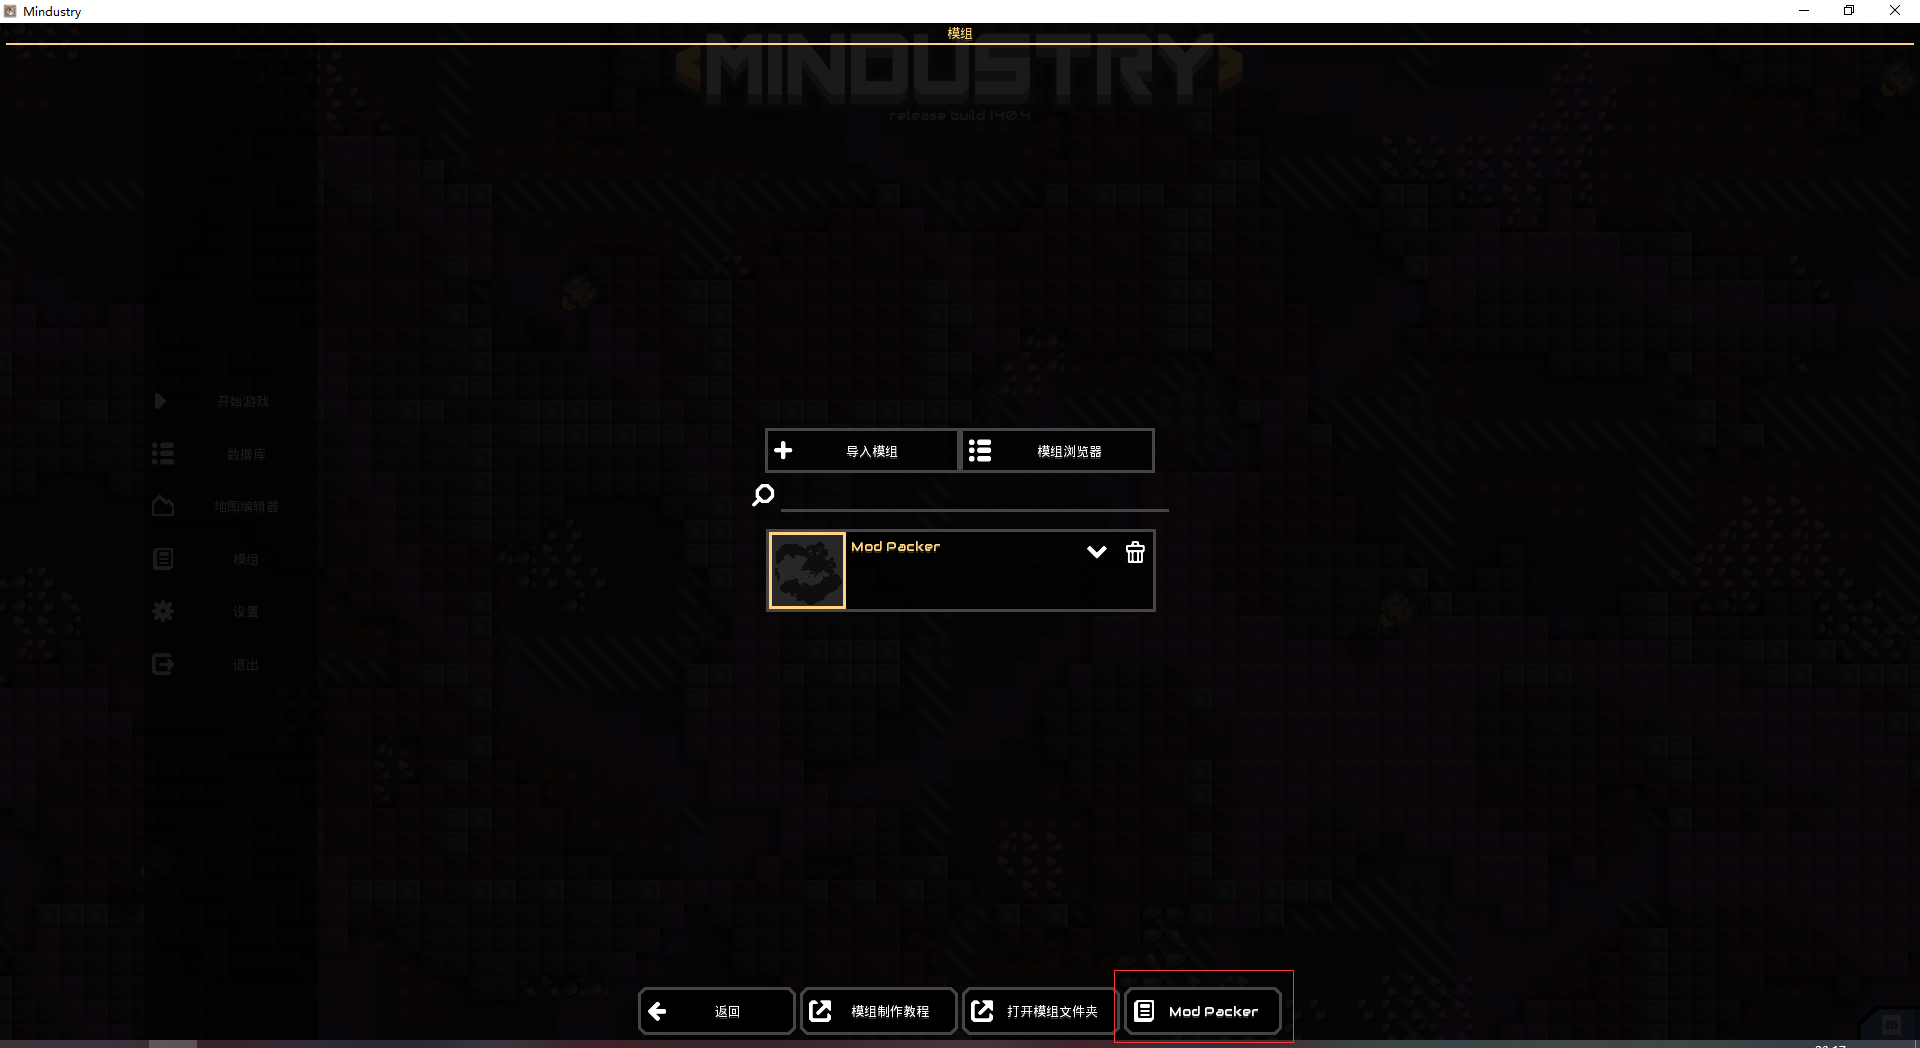 Mindustry
模组
MINDUSTRY
release build 140.4
开始游戏
数据库
地图编辑器
模组
设置
退出
导入模组
模组浏览器
Mod Packer
返回
模组制作教程
打开模组文件夹
Mod Packer